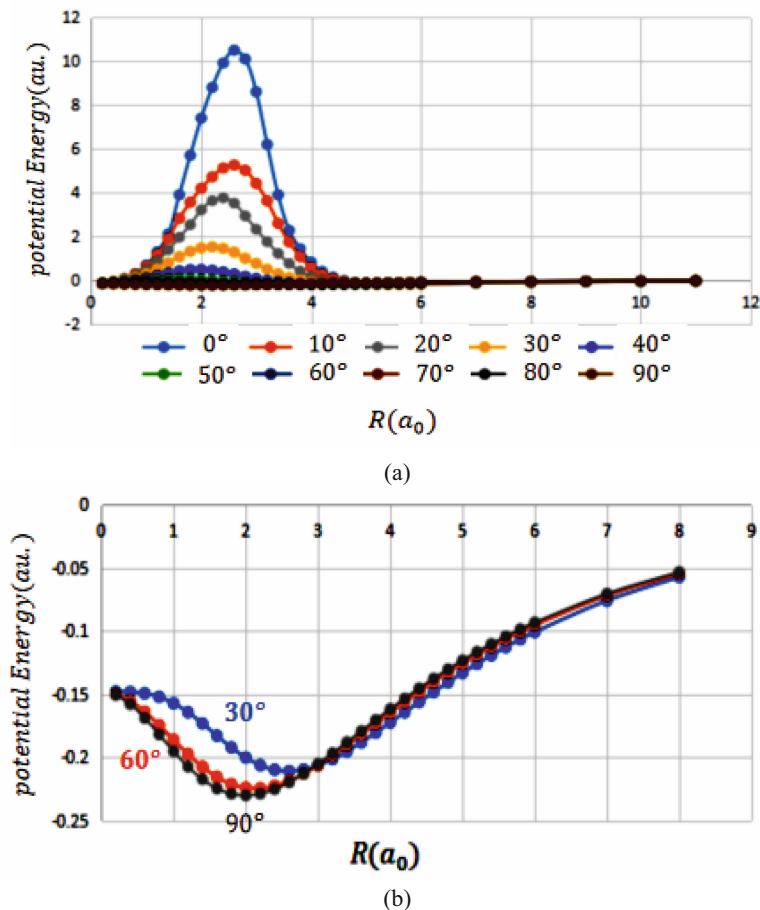 12
10
8
6
4
2
0
-2
potential Energy(au.)
0 2 4 6 8 10 12
0° 10° 20° 30° 40°
50° 60° 70° 80° 90°
R(a₀)
(a)
0
-0.05
-0.1
-0.15
-0.2
-0.25
potential Energy(au.)
0 1 2 3 4 5 6 7 8 9
30°
60°
90°
R(a₀)
(b)